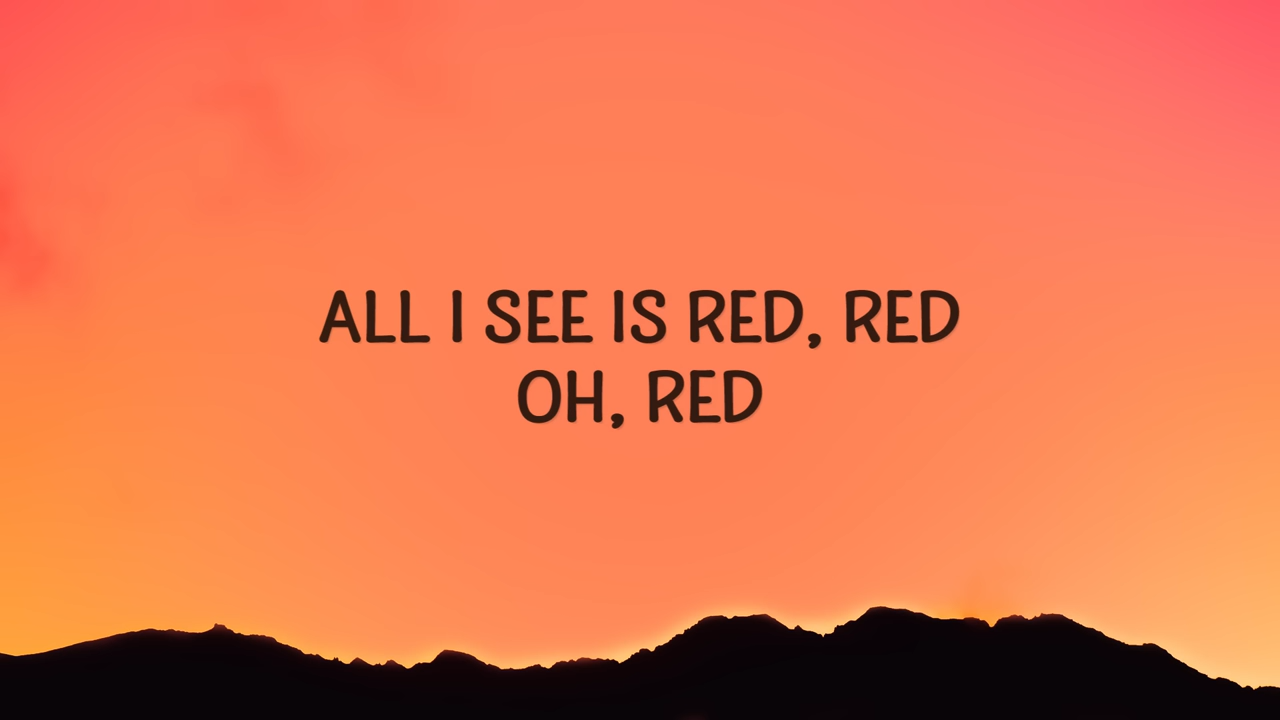 ALL I SEE IS RED, RED
OH, RED